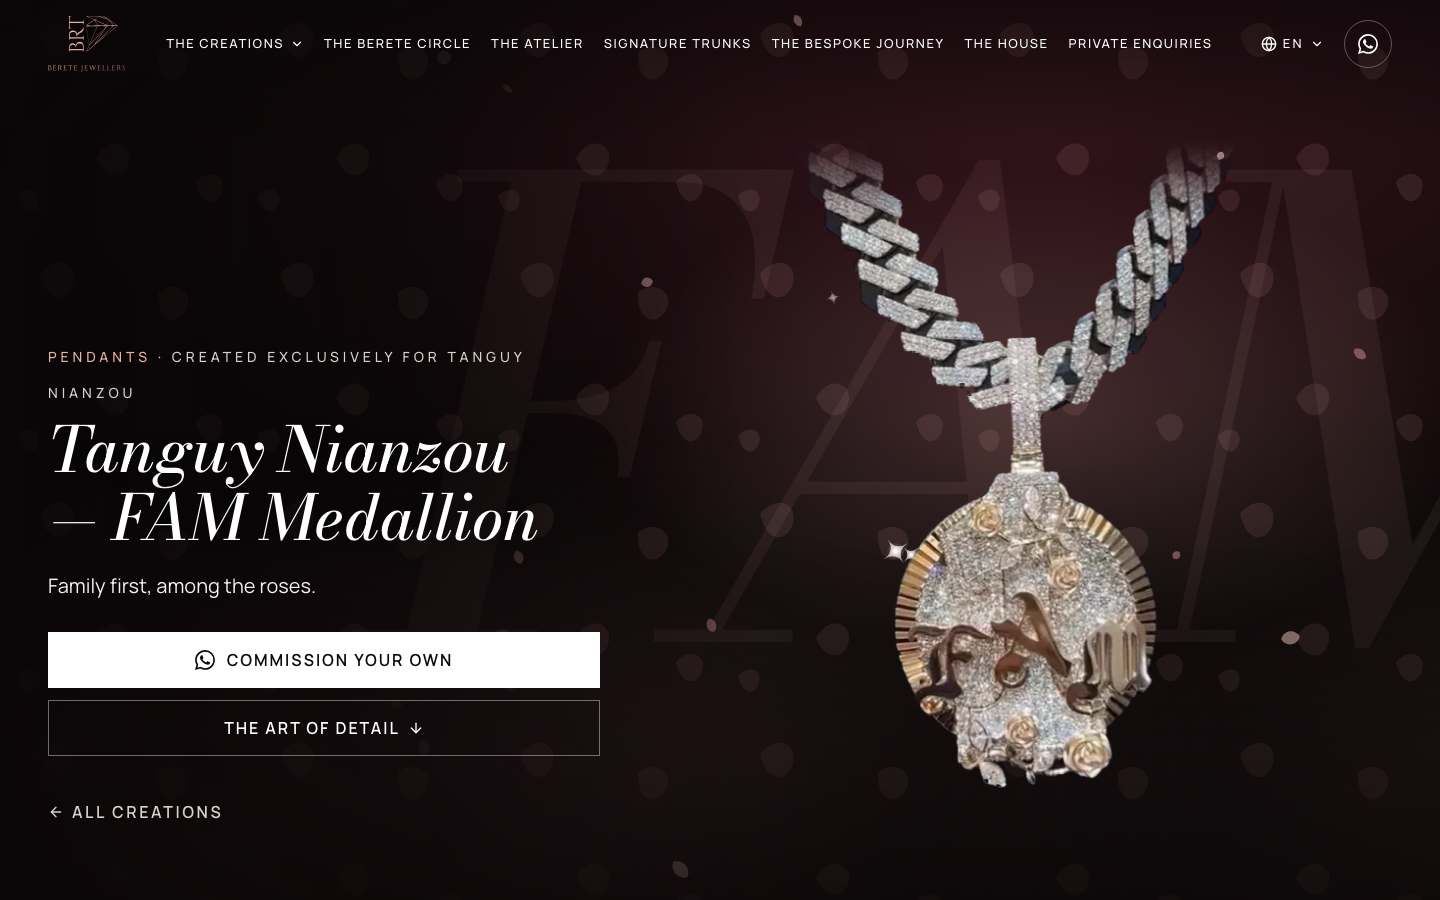 BRT
BERETE JEWELLERS
THE CREATIONS
THE BERETE CIRCLE
THE ATELIER
SIGNATURE TRUNKS
THE BESPOKE JOURNEY
THE HOUSE
PRIVATE ENQUIRIES
EN
FAM
PENDANTS · CREATED EXCLUSIVELY FOR TANGUY
NIANZOU
Tanguy Nianzou
— FAM Medallion
Family first, among the roses.
COMMISSION YOUR OWN
THE ART OF DETAIL ↓
← ALL CREATIONS
FAM